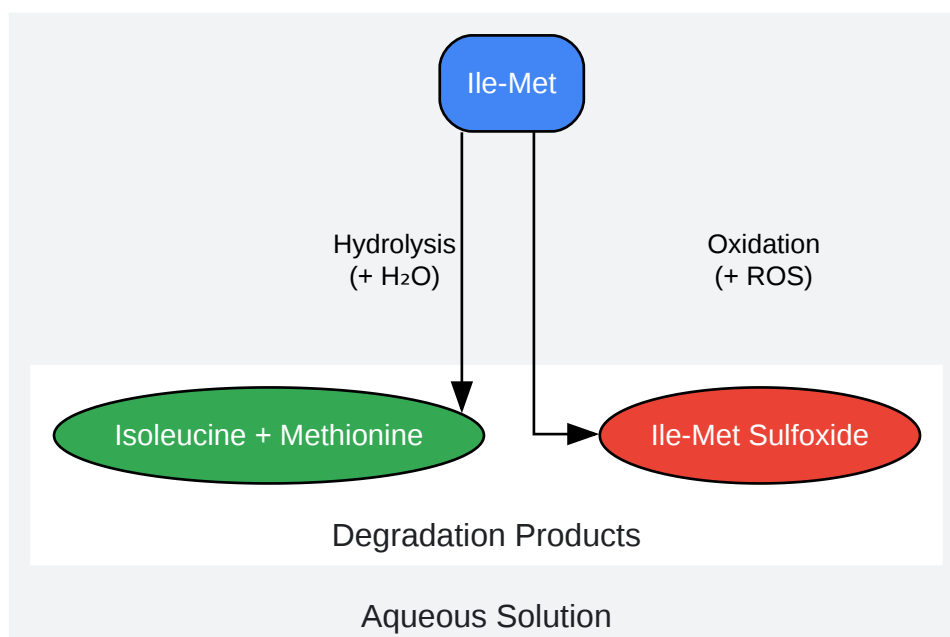 Ile-Met
Hydrolysis
(+ H₂O)
Oxidation
(+ ROS)
Isoleucine + Methionine
Ile-Met Sulfoxide
Degradation Products
Aqueous Solution